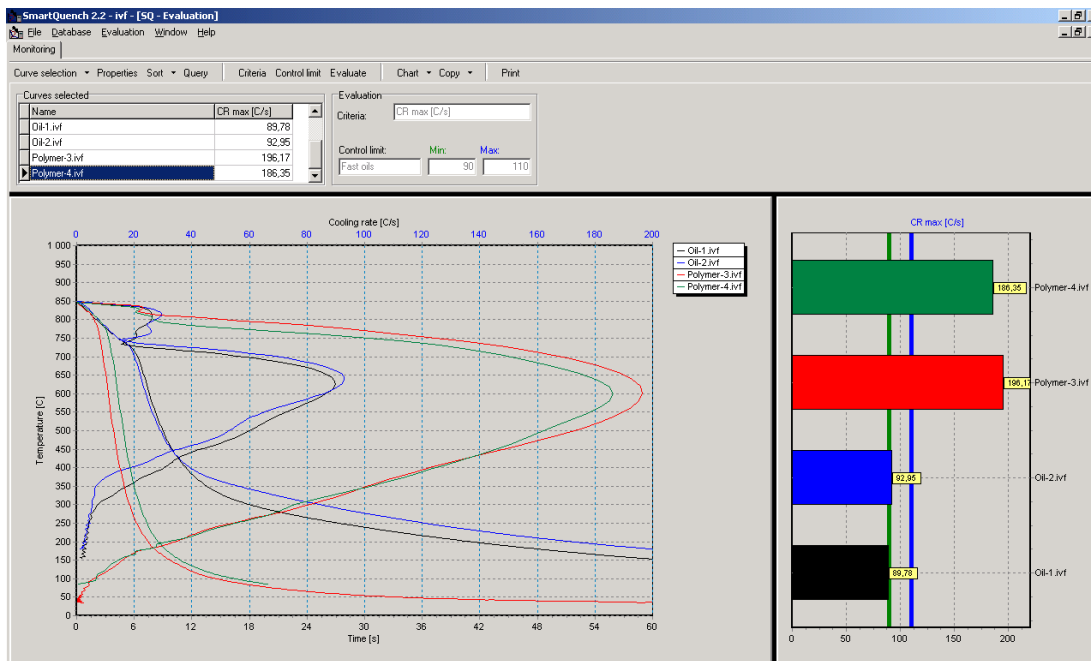 SmartQuench 2.2 - ivf - [SQ - Evaluation]
File Database Evaluation Window Help
Monitoring
Curve selection Properties Sort Query Criteria Control limit Evaluate Chart Copy Print
Curves selected
Name CR max [C/s]
Oil-1.ivf 89,78
Oil-2.ivf 92,95
Polymer-3.ivf 196,17
Polymer-4.ivf 186,35
Evaluation
Criteria: CR max [C/s]
Control limit: Min: Max:
Fast oils 90 110
Cooling rate [C/s]
0 20 40 60 80 100 120 140 160 180 200
1 000
950
900
850
800
750
700
650
600
550
500
450
400
350
300
250
200
150
100
50
0
Temperature [C]
0 6 12 18 24 30 36 42 48 54 60
Time [s]
Oil-1.ivf
Oil-2.ivf
Polymer-3.ivf
Polymer-4.ivf
CR max [C/s]
186,35 Polymer-4.ivf
196,17 Polymer-3.ivf
92,95 Oil-2.ivf
89,78 Oil-1.ivf
0 50 100 150 200